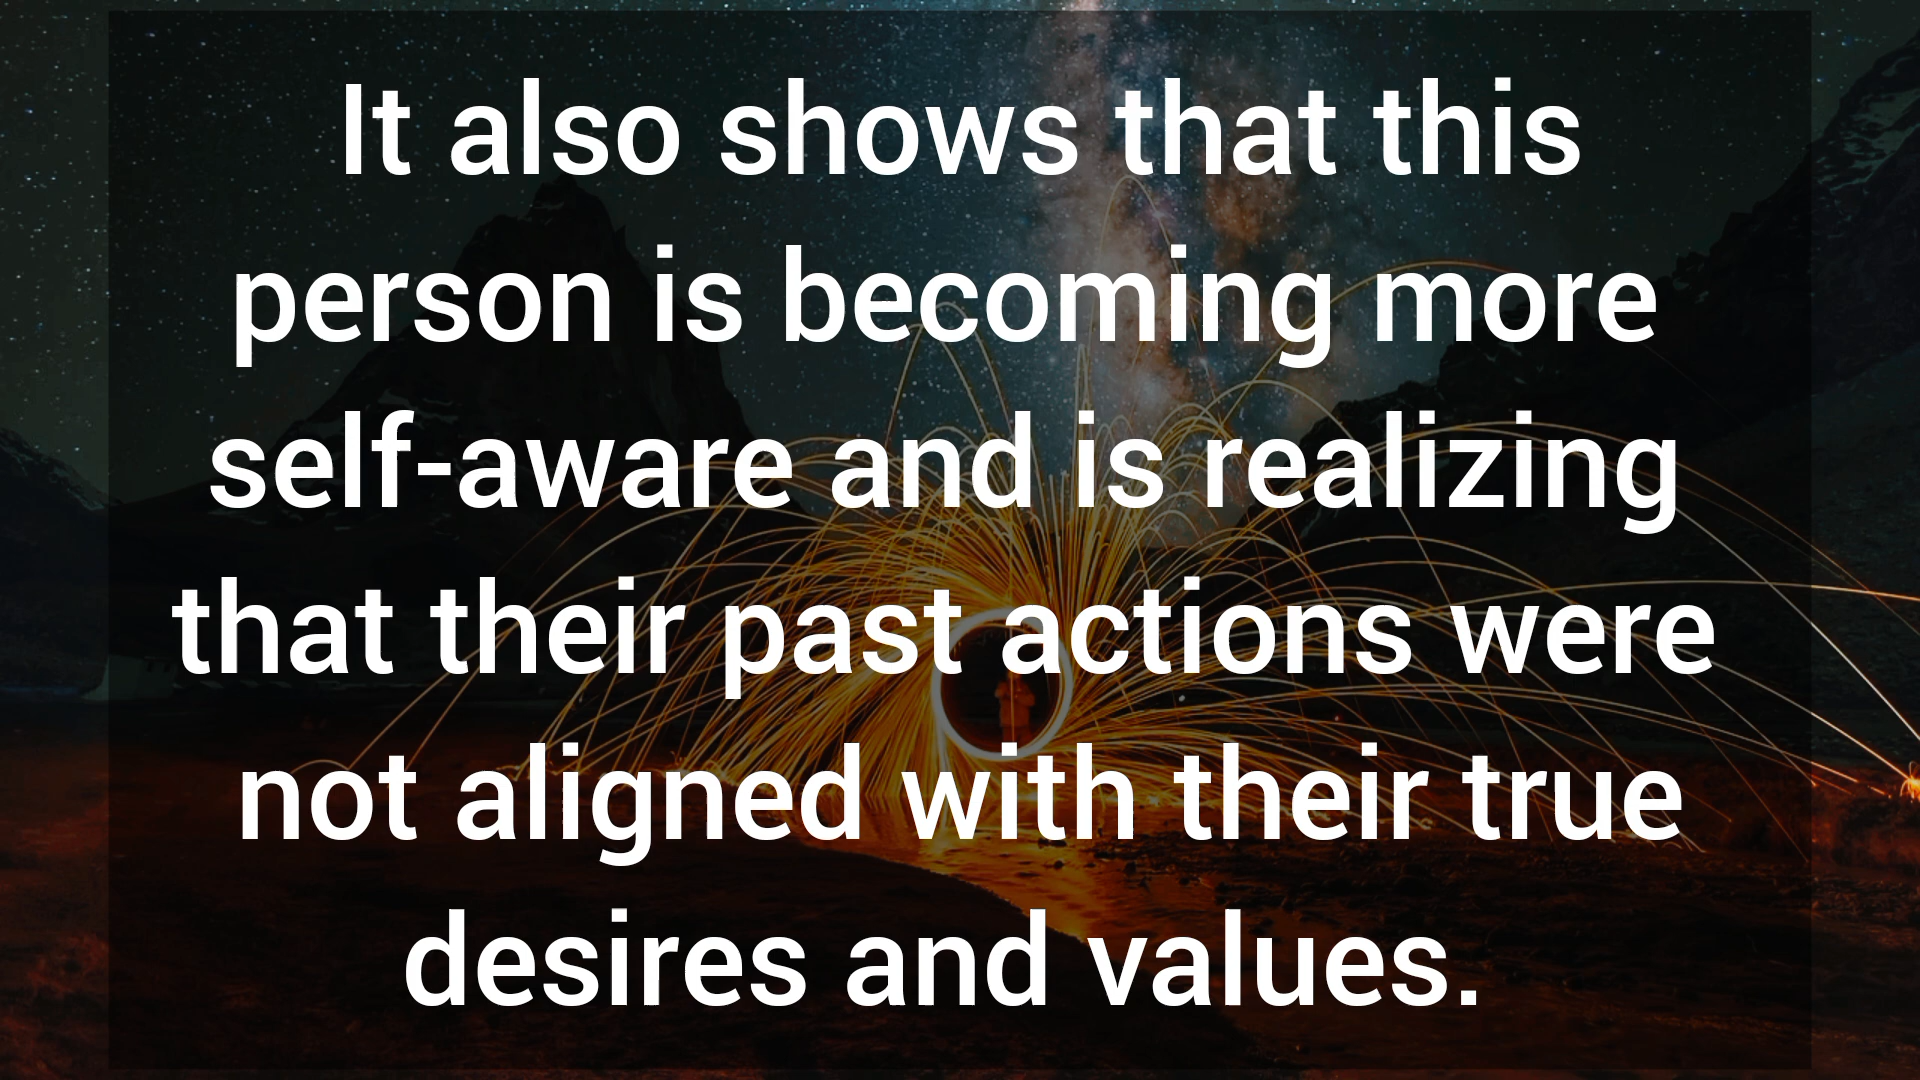 It also shows that this
person is becoming more
self-aware and is realizing
that their past actions were
not aligned with their true
desires and values.